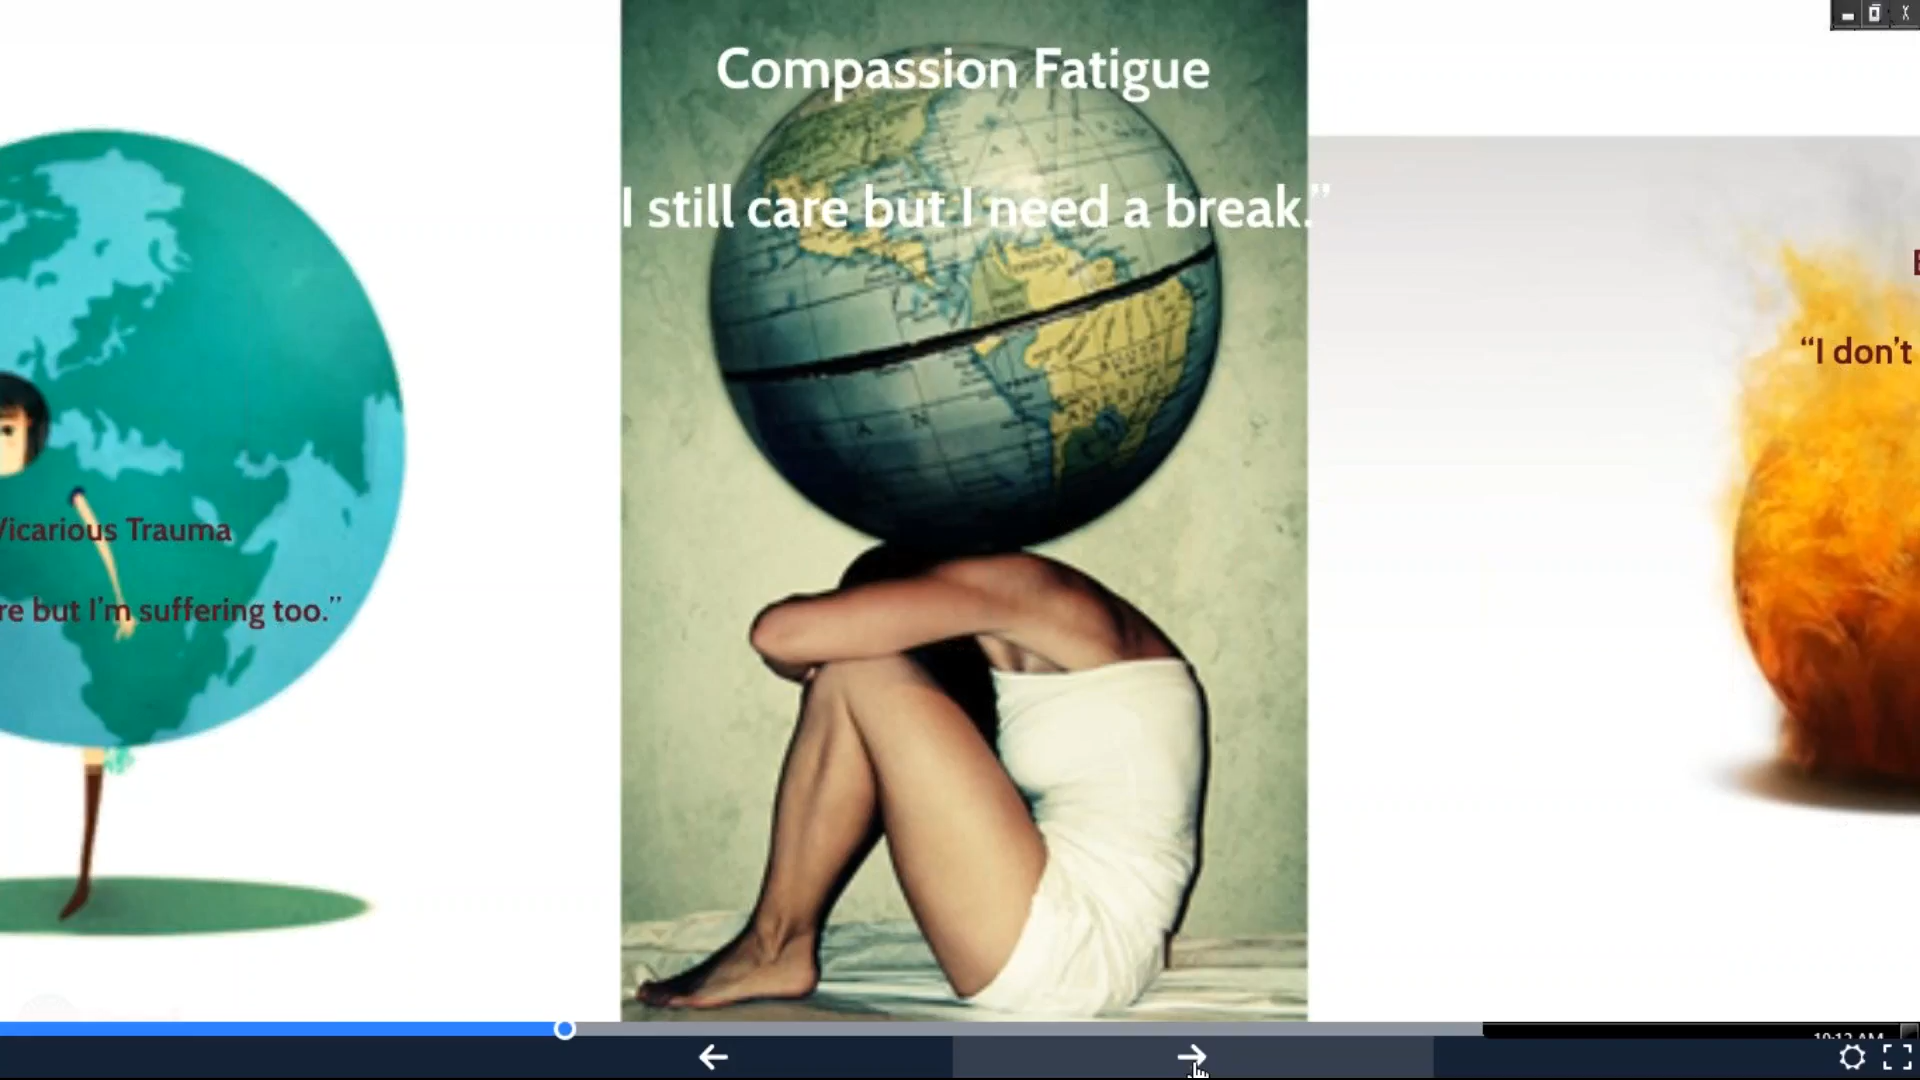 Compassion Fatigue
I still care but I need a break.”
Vicarious Trauma
re but I’m suffering too.”
“I don’t